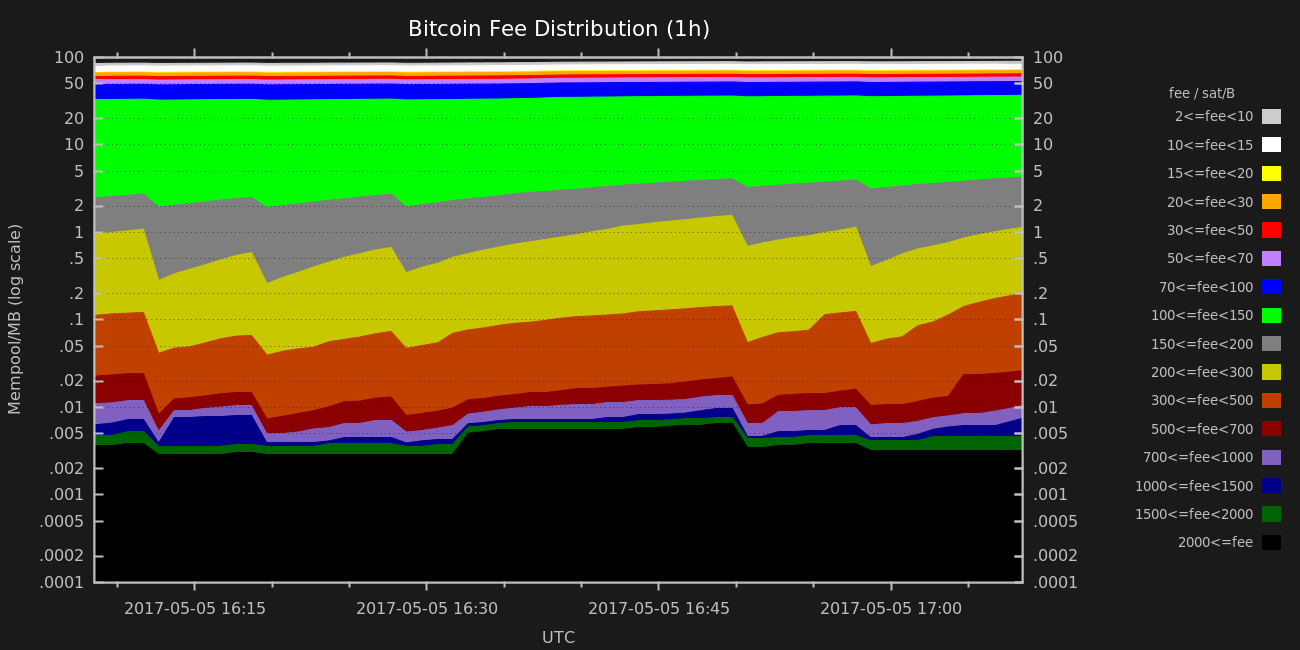 Bitcoin Fee Distribution (1h)
100
50
20
10
5
2
1
.5
.2
.1
.05
.02
.01
.005
.002
.001
.0005
.0002
.0001
Mempool/MB (log scale)
100
50
20
10
5
2
1
.5
.2
.1
.05
.02
.01
.005
.002
.001
.0005
.0002
.0001
2017-05-05 16:15
2017-05-05 16:30
2017-05-05 16:45
2017-05-05 17:00
UTC
fee / sat/B
2<=fee<10
10<=fee<15
15<=fee<20
20<=fee<30
30<=fee<50
50<=fee<70
70<=fee<100
100<=fee<150
150<=fee<200
200<=fee<300
300<=fee<500
500<=fee<700
700<=fee<1000
1000<=fee<1500
1500<=fee<2000
2000<=fee